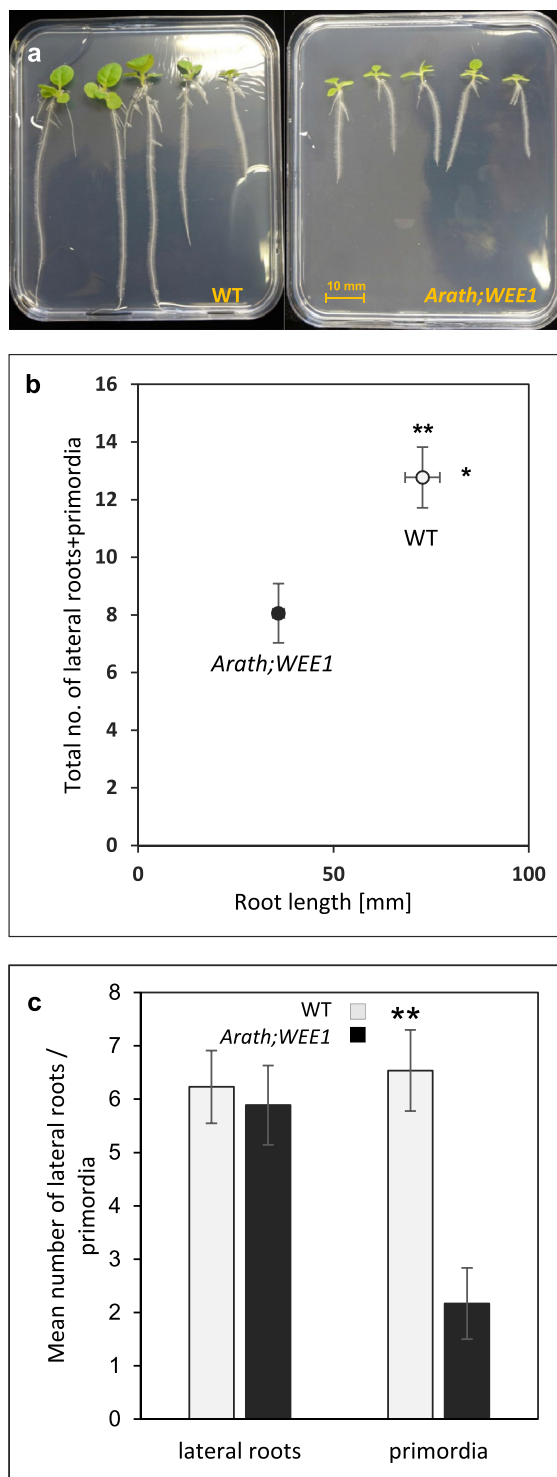 a
WT
10 mm
Arath;WEE1
b
Total no. of lateral roots+primordia
16
14
12
10
8
6
4
2
0
**
*
WT
Arath;WEE1
0 50 100
Root length [mm]
c
Mean number of lateral roots /
primordia
8
7
6
5
4
3
2
1
0
WT
Arath;WEE1
**
lateral roots primordia